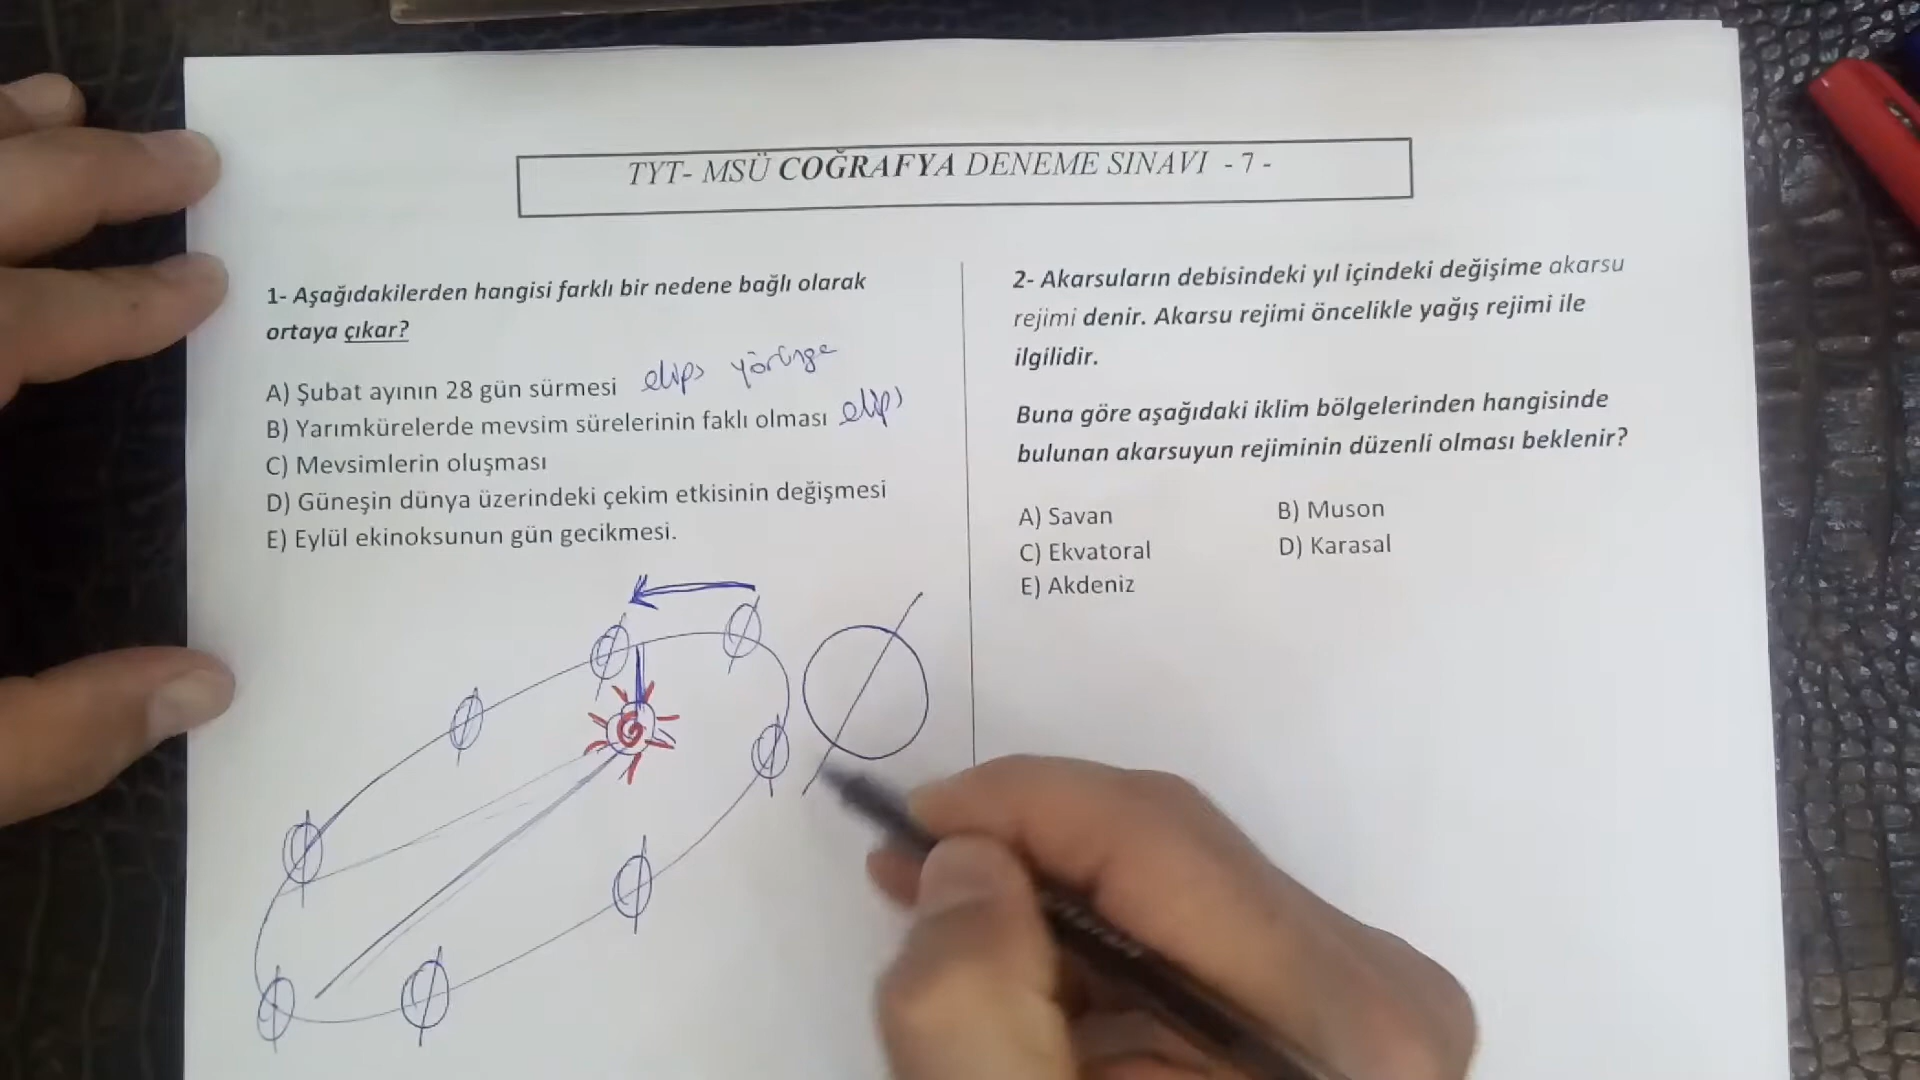 TYT- MSÜ COĞRAFYA DENEME SINAVI - 7 -
1- Aşağıdakilerden hangisi farklı bir nedene bağlı olarak
ortaya çıkar?
A) Şubat ayının 28 gün sürmesi elips yörünge
B) Yarımkürelerde mevsim sürelerinin faklı olması elips
C) Mevsimlerin oluşması
D) Güneşin dünya üzerindeki çekim etkisinin değişmesi
E) Eylül ekinoksunun gün gecikmesi.
2- Akarsuların debisindeki yıl içindeki değişime akarsu
rejimi denir. Akarsu rejimi öncelikle yağış rejimi ile
ilgilidir.
Buna göre aşağıdaki iklim bölgelerinden hangisinde
bulunan akarsuyun rejiminin düzenli olması beklenir?
A) Savan B) Muson
C) Ekvatoral D) Karasal
E) Akdeniz